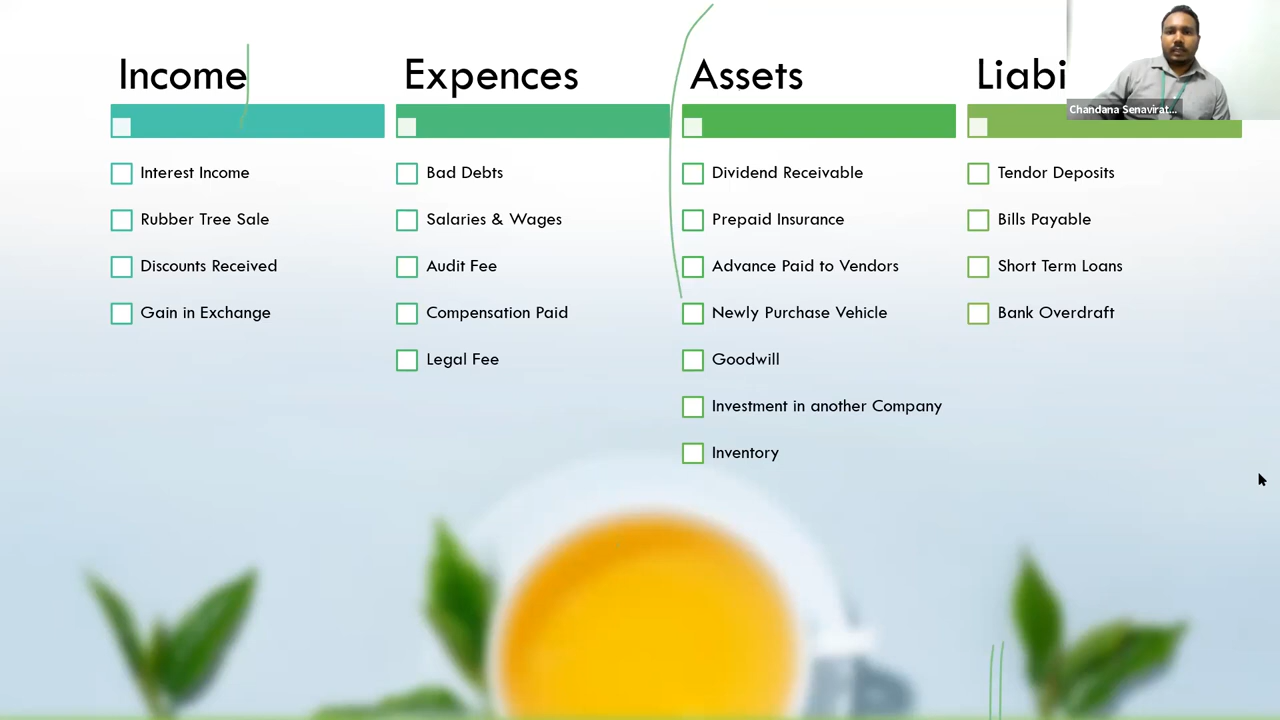 Income
Interest Income
Rubber Tree Sale
Discounts Received
Gain in Exchange
Expences
Bad Debts
Salaries & Wages
Audit Fee
Compensation Paid
Legal Fee
Assets
Dividend Receivable
Prepaid Insurance
Advance Paid to Vendors
Newly Purchase Vehicle
Goodwill
Investment in another Company
Inventory
Liabi
Tendor Deposits
Bills Payable
Short Term Loans
Bank Overdraft
Chandana Senavirat...